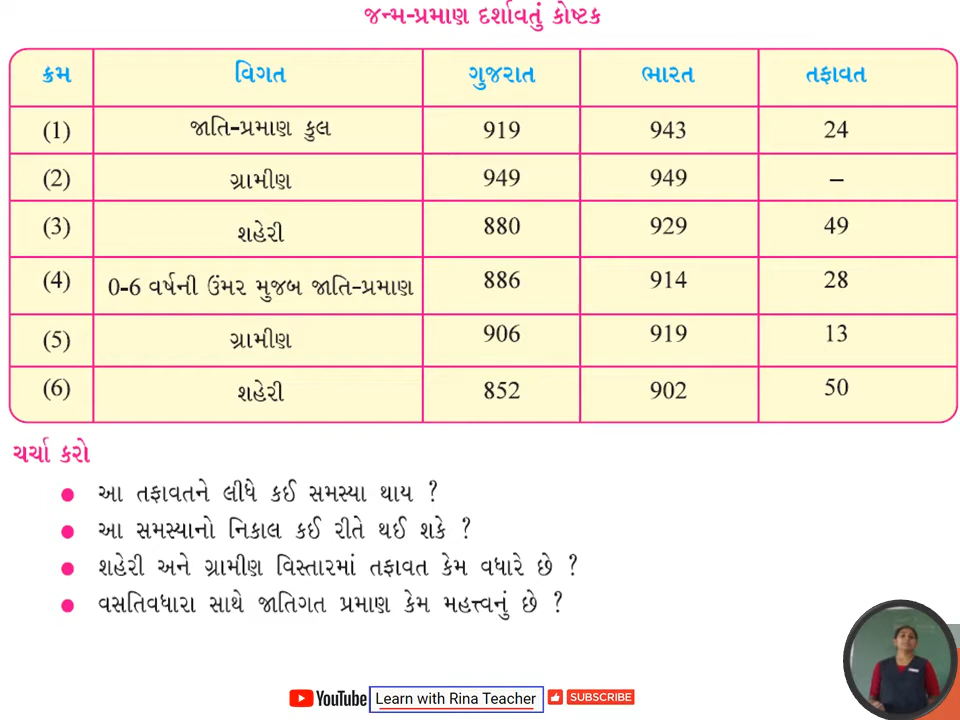 જન્મ-પ્રમાણ દર્શાવતું કોષ્ટક
ક્રમ વિગત ગુજરાત ભારત તફાવત
(1) જાતિ-પ્રમાણ કુલ 919 943 24
(2) ગ્રામીણ 949 949 –
(3) શહેરી 880 929 49
(4) 0-6 વર્ષની ઉંમર મુજબ જાતિ-પ્રમાણ 886 914 28
(5) ગ્રામીણ 906 919 13
(6) શહેરી 852 902 50
ચર્ચા કરો
● આ તફાવતને લીધે કઈ સમસ્યા થાય ?
● આ સમસ્યાનો નિકાલ કઈ રીતે થઈ શકે ?
● શહેરી અને ગ્રામીણ વિસ્તારમાં તફાવત કેમ વધારે છે ?
● વસતિવધારા સાથે જાતિગત પ્રમાણ કેમ મહત્ત્વનું છે ?
YouTube Learn with Rina Teacher SUBSCRIBE